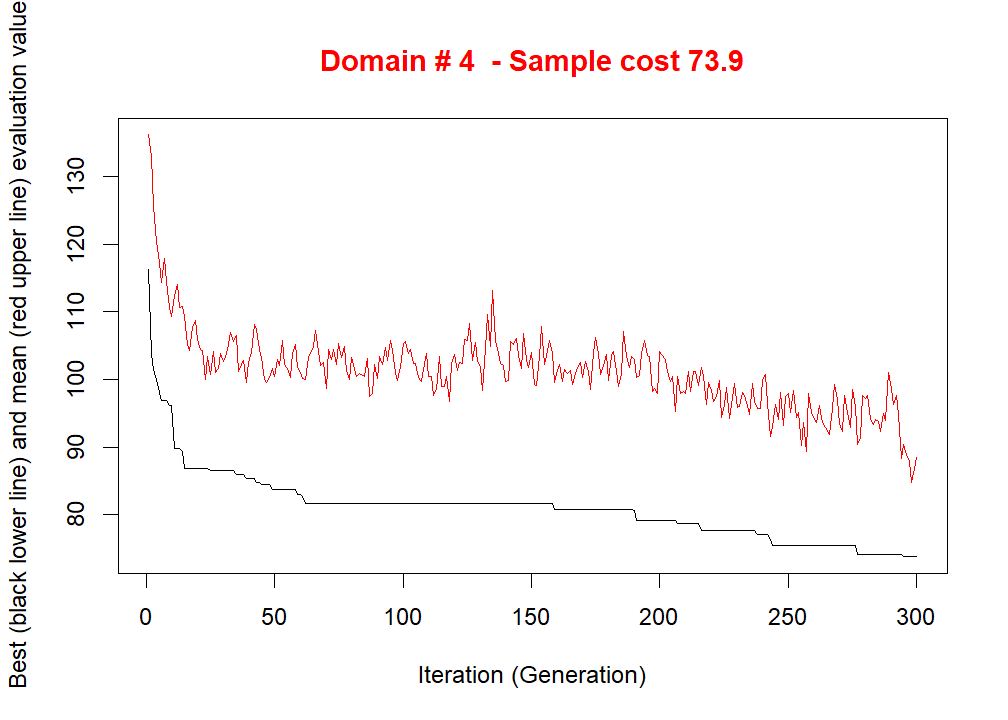 Domain # 4  - Sample cost 73.9
Best (black lower line) and mean (red upper line) evaluation value
130
120
110
100
90
80
0 50 100 150 200 250 300
Iteration (Generation)